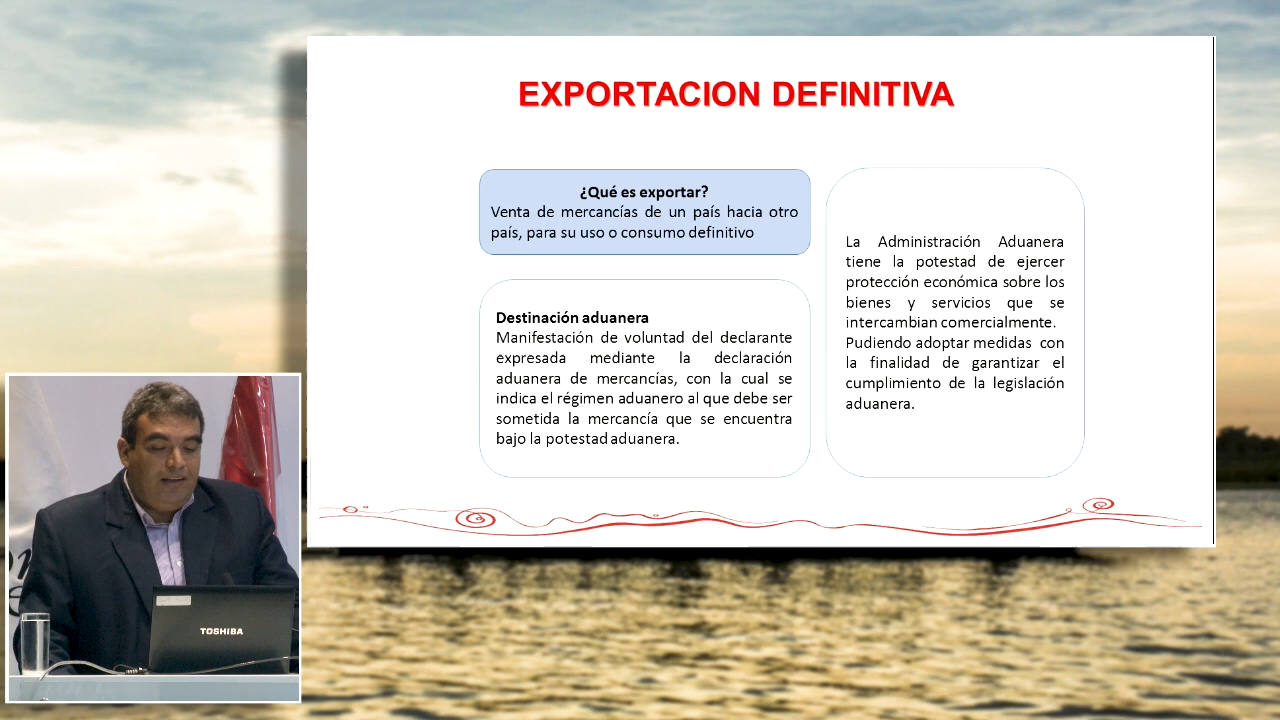 EXPORTACION DEFINITIVA
¿Qué es exportar?
Venta de mercancías de un país hacia otro
país, para su uso o consumo definitivo
Destinación aduanera
Manifestación de voluntad del declarante
expresada mediante la declaración
aduanera de mercancías, con la cual se
indica el régimen aduanero al que debe ser
sometida la mercancía que se encuentra
bajo la potestad aduanera.
La Administración Aduanera
tiene la potestad de ejercer
protección económica sobre los
bienes y servicios que se
intercambian comercialmente.
Pudiendo adoptar medidas con
la finalidad de garantizar el
cumplimiento de la legislación
aduanera.
TOSHIBA